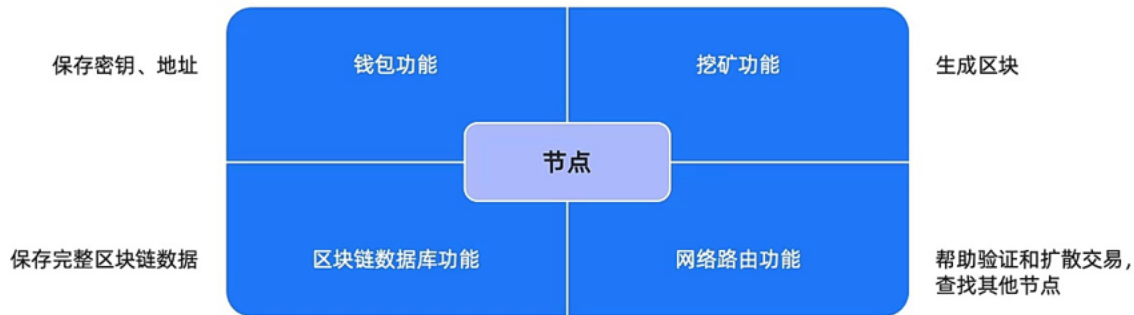 保存密钥、地址
钱包功能
挖矿功能
生成区块
节点
保存完整区块链数据
区块链数据库功能
网络路由功能
帮助验证和扩散交易，
查找其他节点